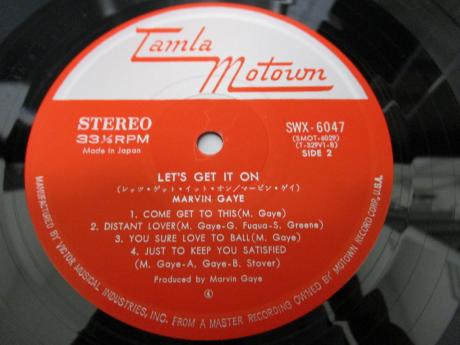 Tamla
Motown
STEREO
33⅓RPM
Made in Japan
SWX-6047
(SMOT-6029)
(T-329V1-B)
SIDE 2
LET'S GET IT ON
(レッツ・ゲット・イット・オン/マービン・ゲイ)
MARVIN GAYE
1. COME GET TO THIS(M. Gaye)
2. DISTANT LOVER(M. Gaye-G. Fuqua-S. Greene)
3. YOU SURE LOVE TO BALL(M. Gaye)
4. JUST TO KEEP YOU SATISFIED
(M. Gaye-A. Gaye-B. Stover)
Produced by Marvin Gaye
④
MANUFACTURED BY VICTOR MUSICAL INDUSTRIES, INC. FROM A MASTER RECORDING OWNED BY MOTOWN RECORD CORP., U.S.A.